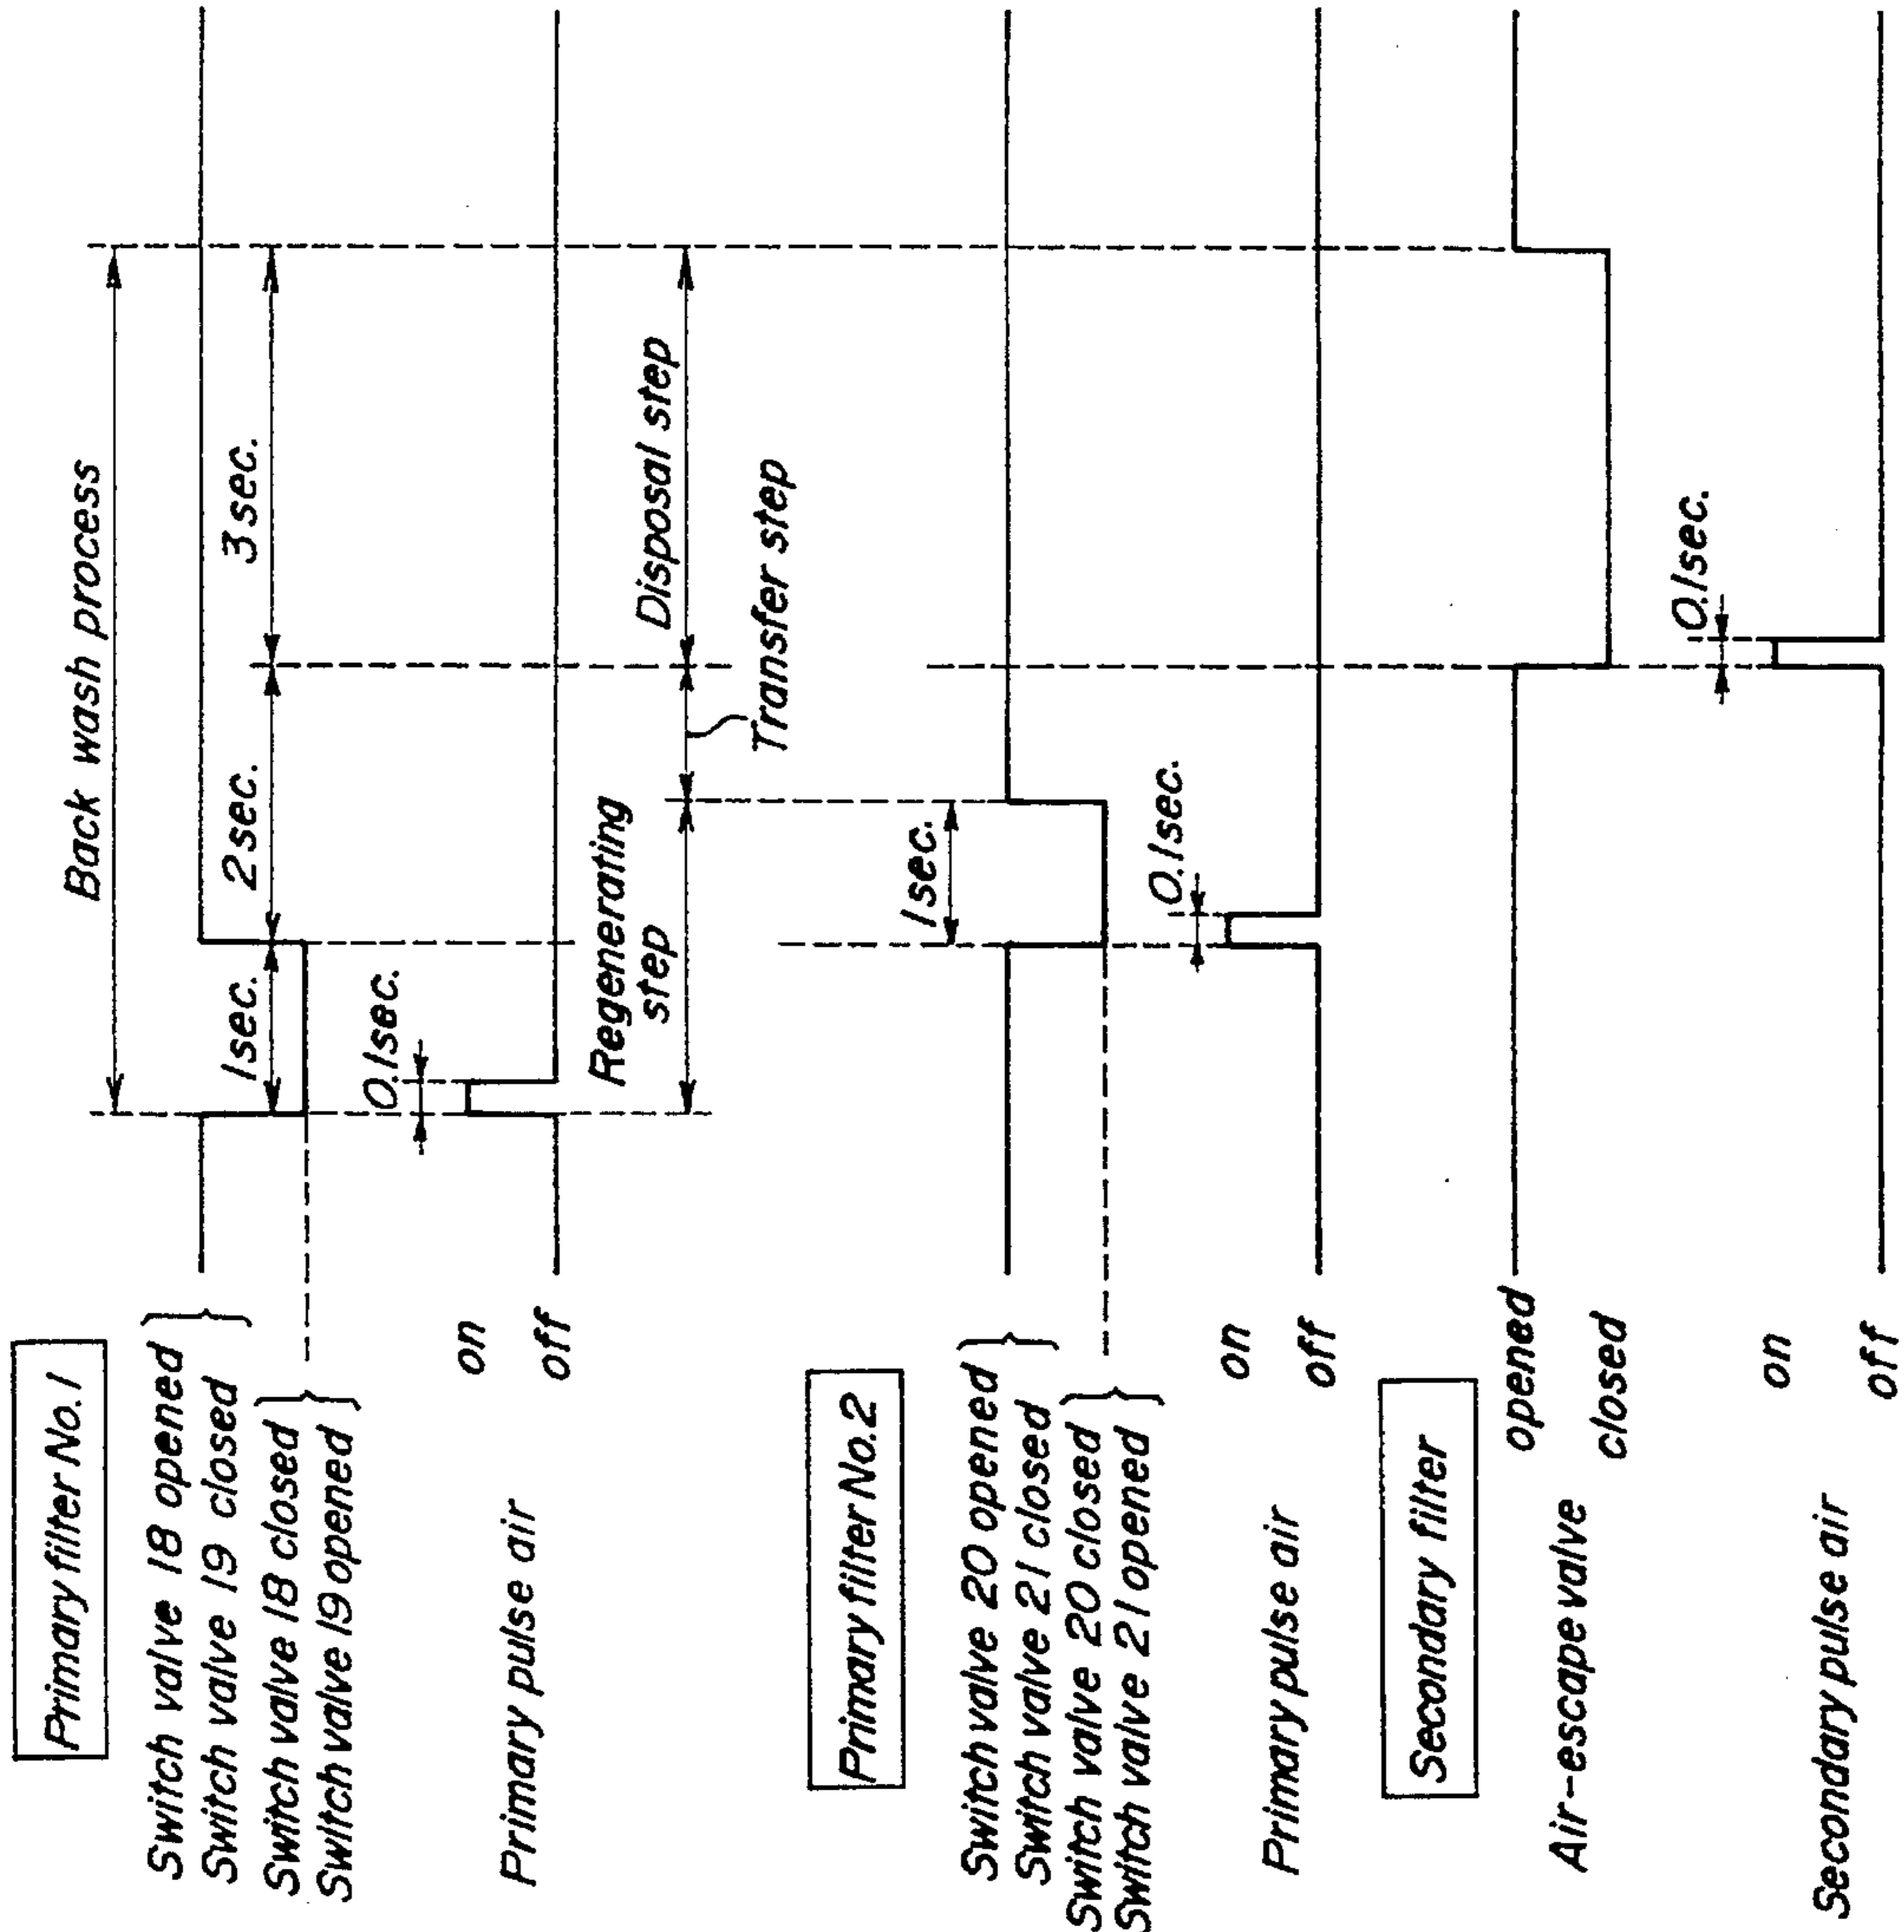 Primary filter No.1
Back wash process
Switch valve 18 opened
Switch valve 19 closed
1sec.
2sec.
3sec.
Switch valve 18 closed
Switch valve 19 opened
0.1sec.
Primary pulse air
on
off
Regenerating
step
Disposal step
Transfer step
Primary filter No.2
Switch valve 20 opened
Switch valve 21 closed
1sec.
Switch valve 20 closed
Switch valve 21 opened
0.1sec.
Primary pulse air
on
off
Secondary filter
Air-escape valve
opened
closed
0.1sec.
Secondary pulse air
on
off